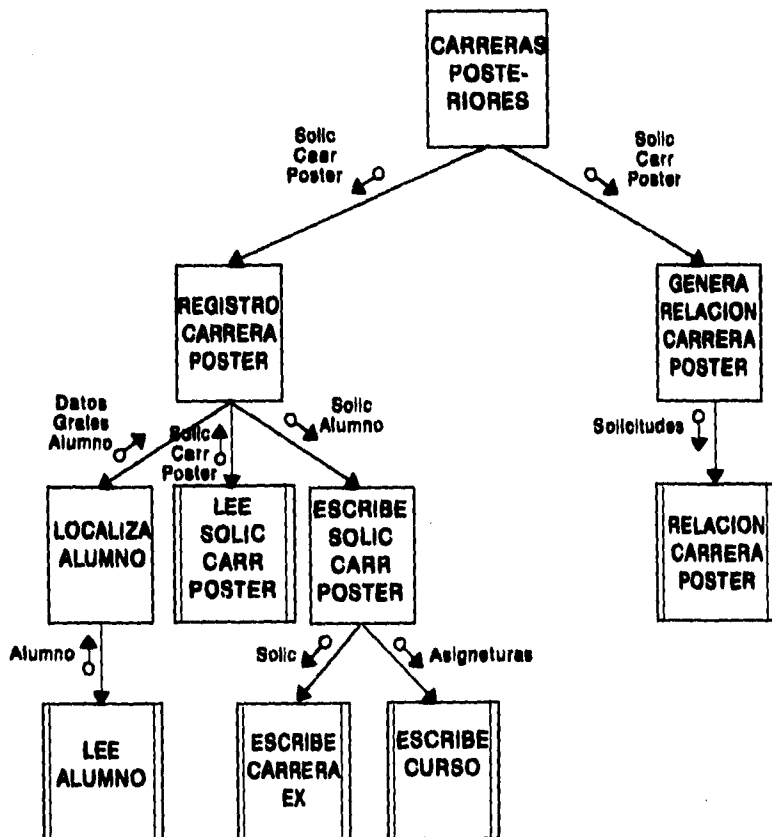 CARRERAS
POSTE-
RIORES
Solic
Caar
Poster
Solic
Carr
Poster
REGISTRO
CARRERA
POSTER
GENERA
RELACION
CARRERA
POSTER
Datos
Grales
Alumno
Solic
Carr
Poster
Solic
Alumno
Solicitudes
LOCALIZA
ALUMNO
LEE
SOLIC
CARR
POSTER
ESCRIBE
SOLIC
CARR
POSTER
RELACION
CARRERA
POSTER
Alumno
Solic
Asigneturas
LEE
ALUMNO
ESCRIBE
CARRERA
EX
ESCRIBE
CURSO